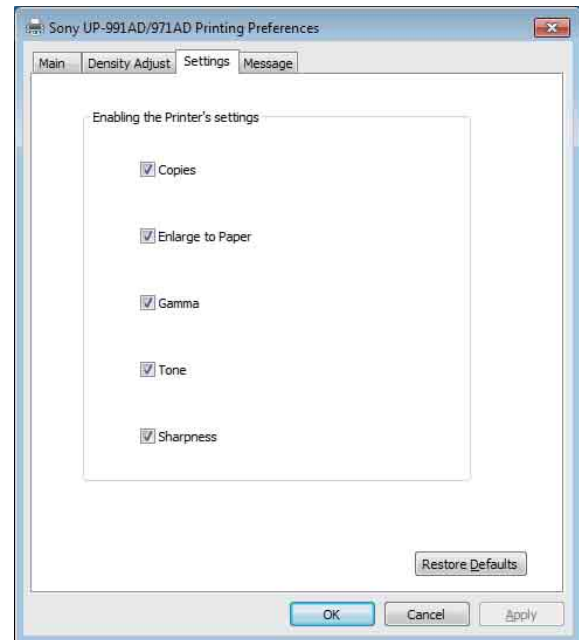 Sony UP-991AD/971AD Printing Preferences
Main Density Adjust Settings Message
Enabling the Printer's settings
Copies
Enlarge to Paper
Gamma
Tone
Sharpness
Restore Defaults
OK Cancel Apply